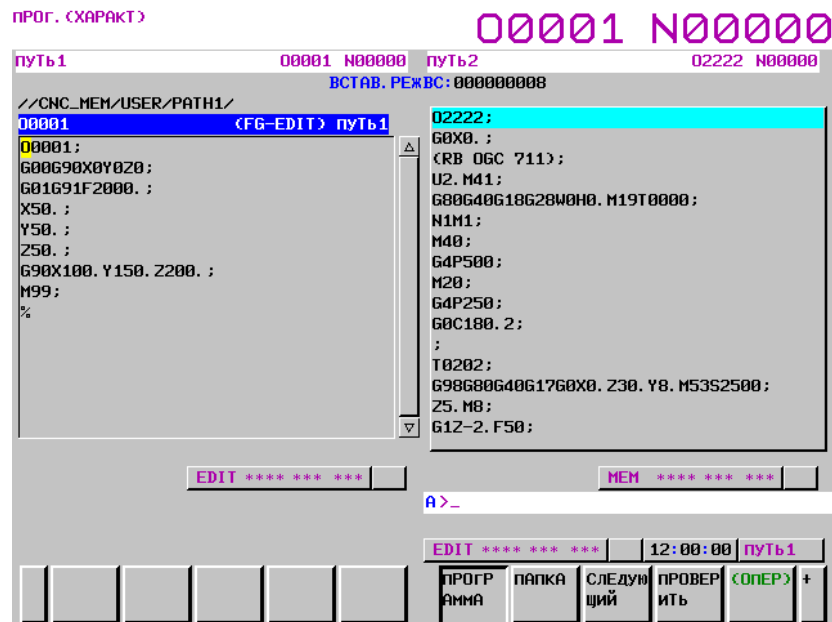 ПРОГ.(ХАРАКТ)
O0001 N00000
ПУТЬ1 O0001 N00000 ПУТЬ2 O2222 N00000
ВСТАВ.РЕЖВС:000000008
//CNC_MEM/USER/PATH1/
O0001 (FG-EDIT) ПУТЬ1
O0001;
G00G90X0Y0Z0;
G01G91F2000.;
X50.;
Y50.;
Z50.;
G90X100.Y150.Z200.;
M99;
%
O2222;
G0X0.;
(RB OGC 711);
U2.M41;
G80G40G18G28W0H0.M19T0000;
N1M1;
M40;
G4P500;
M20;
G4P250;
G0C180.2;
;
T0202;
G98G80G40G17G0X0.Z30.Y8.M53S2500;
Z5.M8;
G1Z-2.F50;
EDIT **** *** ***
MEM **** *** ***
A>_
EDIT **** *** *** 12:00:00 ПУТЬ1
ПРОГР ПАПКА СЛЕДУЮ ПРОВЕР (ОПЕР) +
АММА ЩИЙ ИТЬ